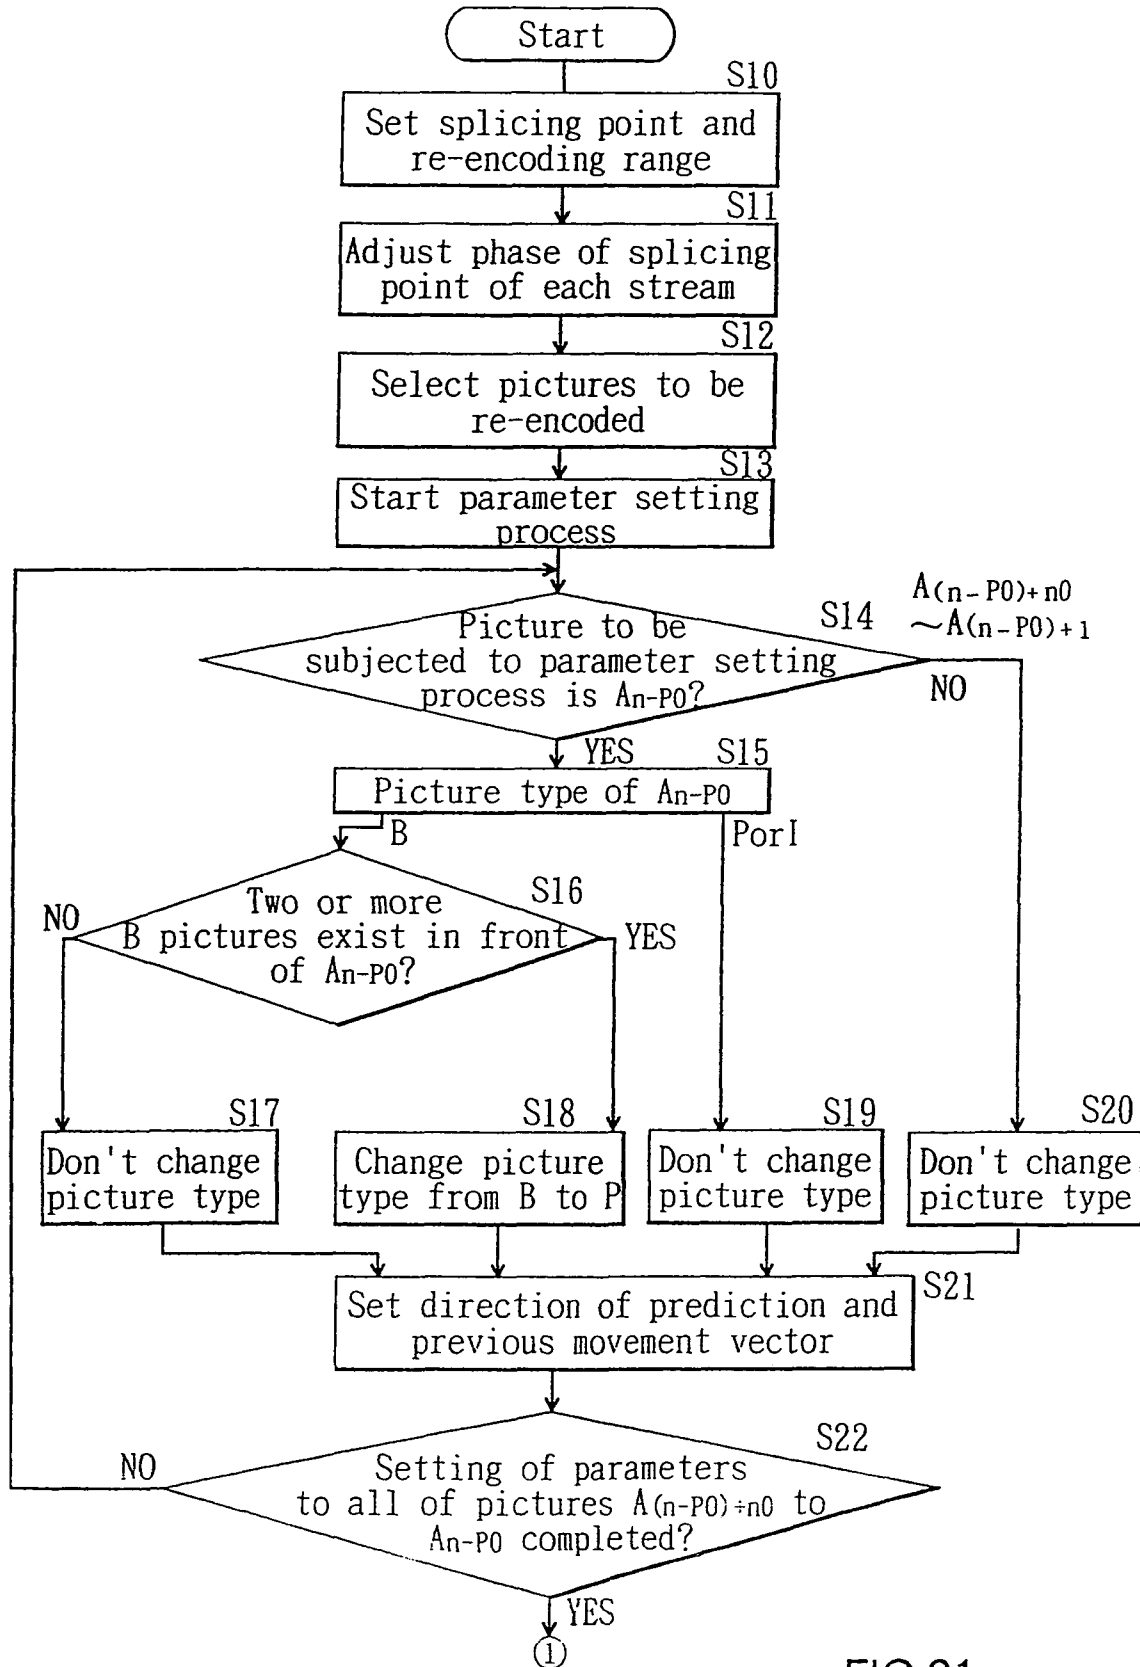 Start
S10
Set splicing point and
re-encoding range
S11
Adjust phase of splicing
point of each stream
S12
Select pictures to be
re-encoded
S13
Start parameter setting
process
A(n-P0)+n0
~A(n-P0)+1
S14
Picture to be
subjected to parameter setting
process is An-P0?
NO
YES
S15
Picture type of An-P0
B
PorI
S16
Two or more
B pictures exist in front
of An-P0?
NO
YES
S17
Don't change
picture type
S18
Change picture
type from B to P
S19
Don't change
picture type
S20
Don't change
picture type
S21
Set direction of prediction and
previous movement vector
S22
Setting of parameters
to all of pictures A(n-P0)+n0 to
An-P0 completed?
NO
YES
①